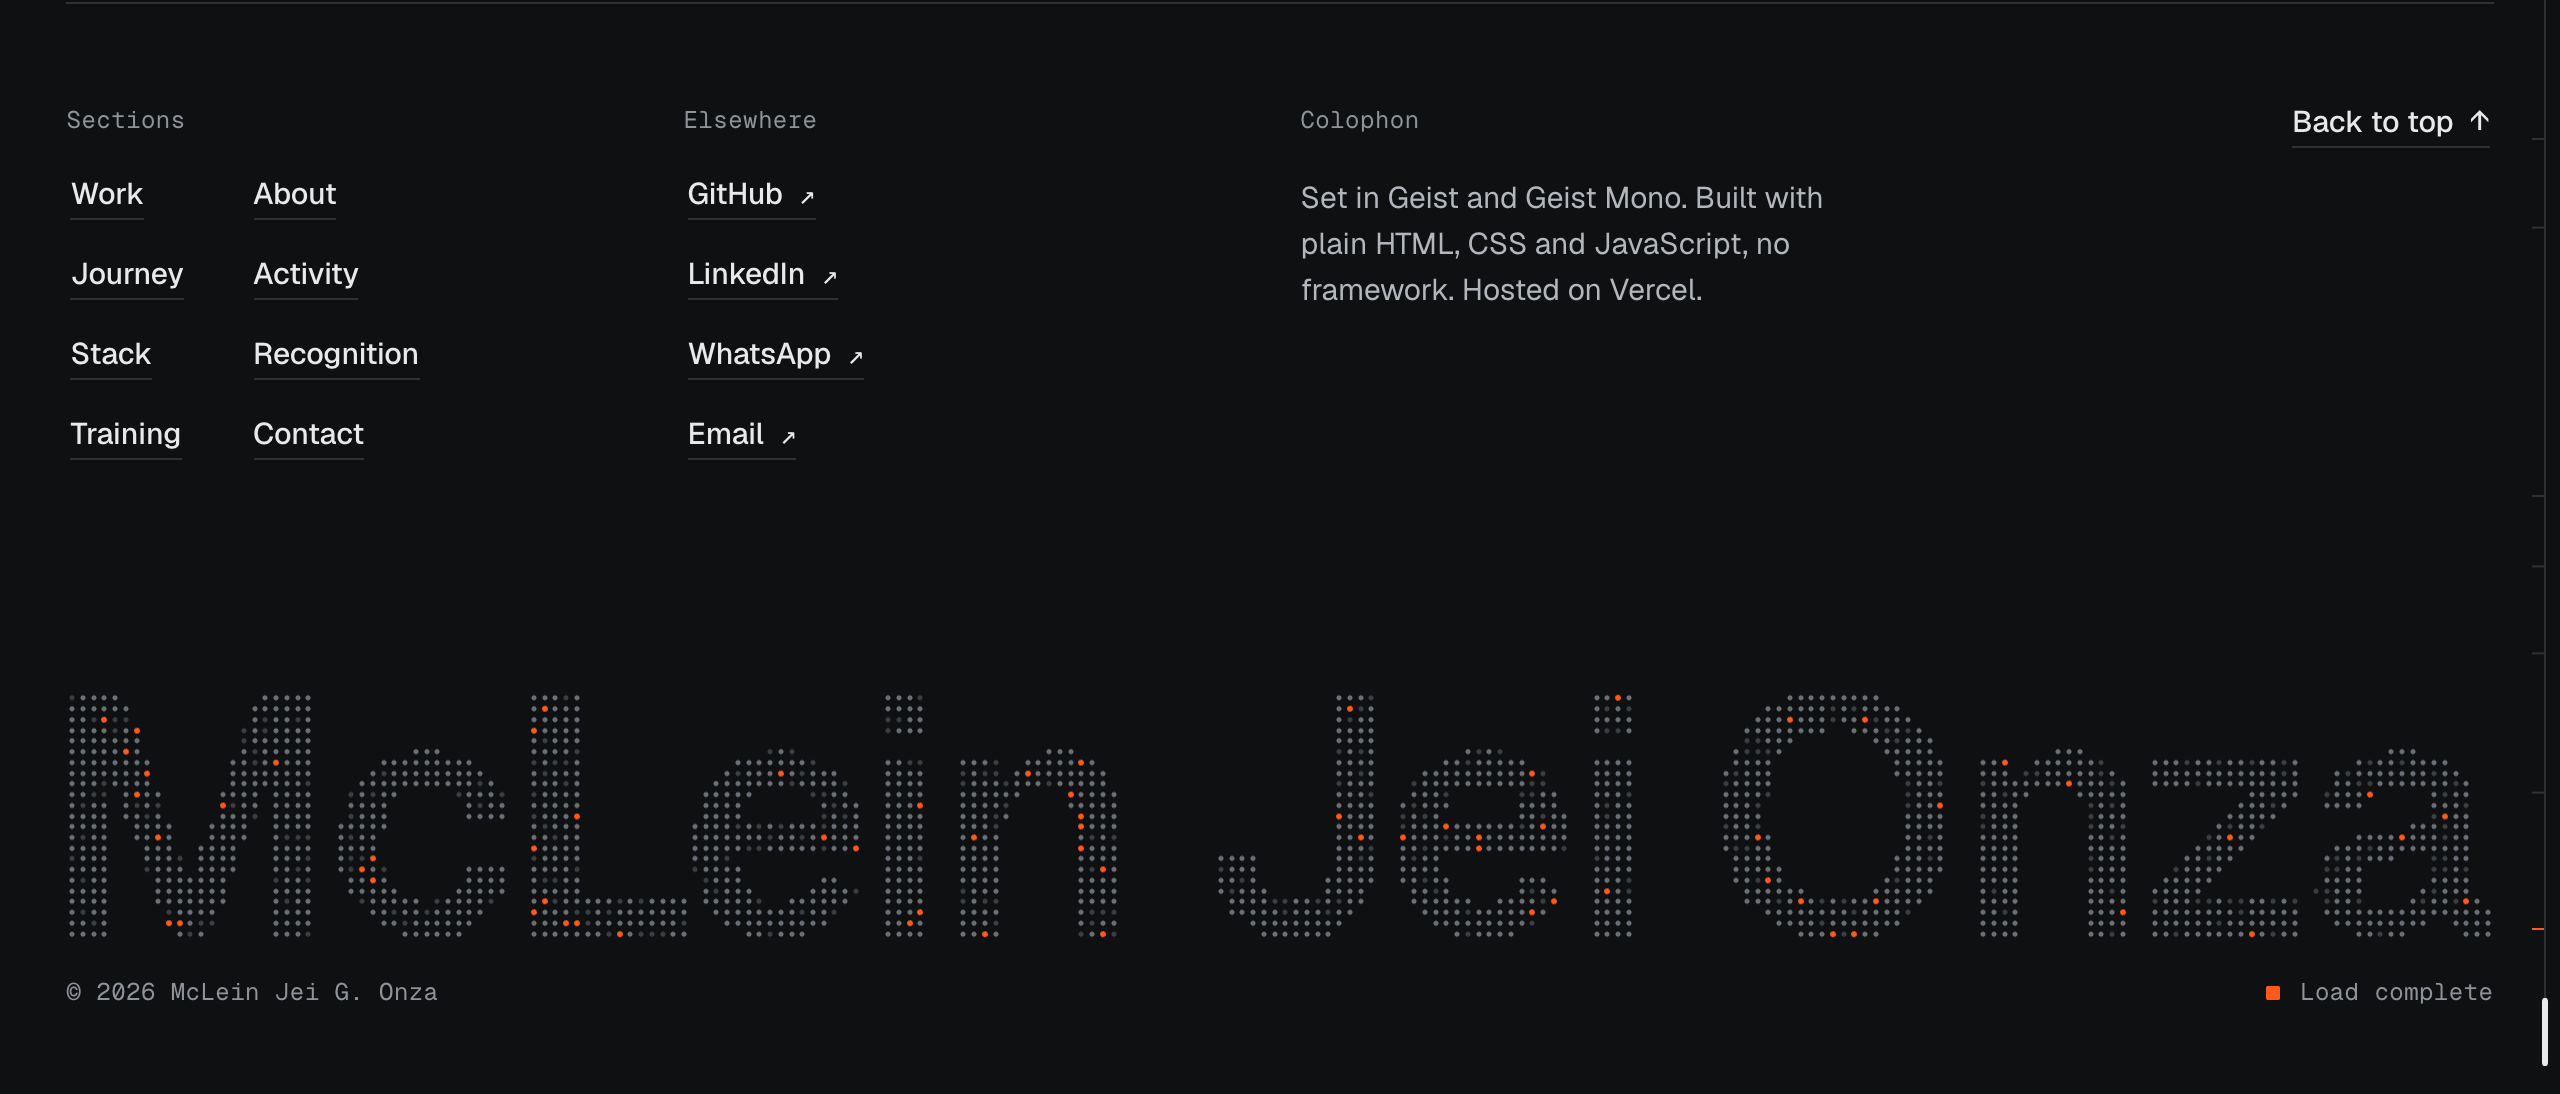 Sections
Work
About
Journey
Activity
Stack
Recognition
Training
Contact
Elsewhere
GitHub ↗
LinkedIn ↗
WhatsApp ↗
Email ↗
Colophon
Set in Geist and Geist Mono. Built with
plain HTML, CSS and JavaScript, no
framework. Hosted on Vercel.
Back to top ↑
McLein Jei Onza
© 2026 McLein Jei G. Onza
Load complete